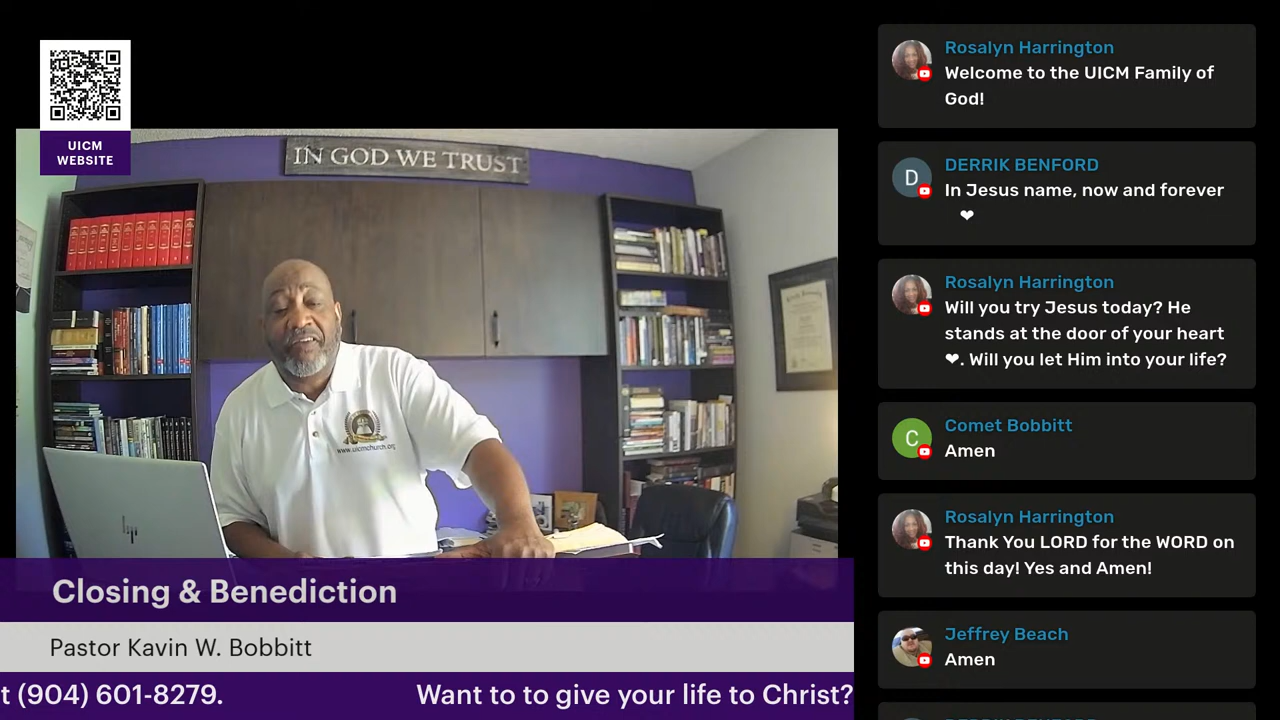 UICM
WEBSITE
IN GOD WE TRUST
www.uicmchurch.org
hp
Closing & Benediction
Pastor Kavin W. Bobbitt
t (904) 601-8279.
Want to to give your life to Christ?
Rosalyn Harrington
Welcome to the UICM Family of
God!
D
DERRIK BENFORD
In Jesus name, now and forever
❤
Rosalyn Harrington
Will you try Jesus today? He
stands at the door of your heart
❤. Will you let Him into your life?
C
Comet Bobbitt
Amen
Rosalyn Harrington
Thank You LORD for the WORD on
this day! Yes and Amen!
Jeffrey Beach
Amen